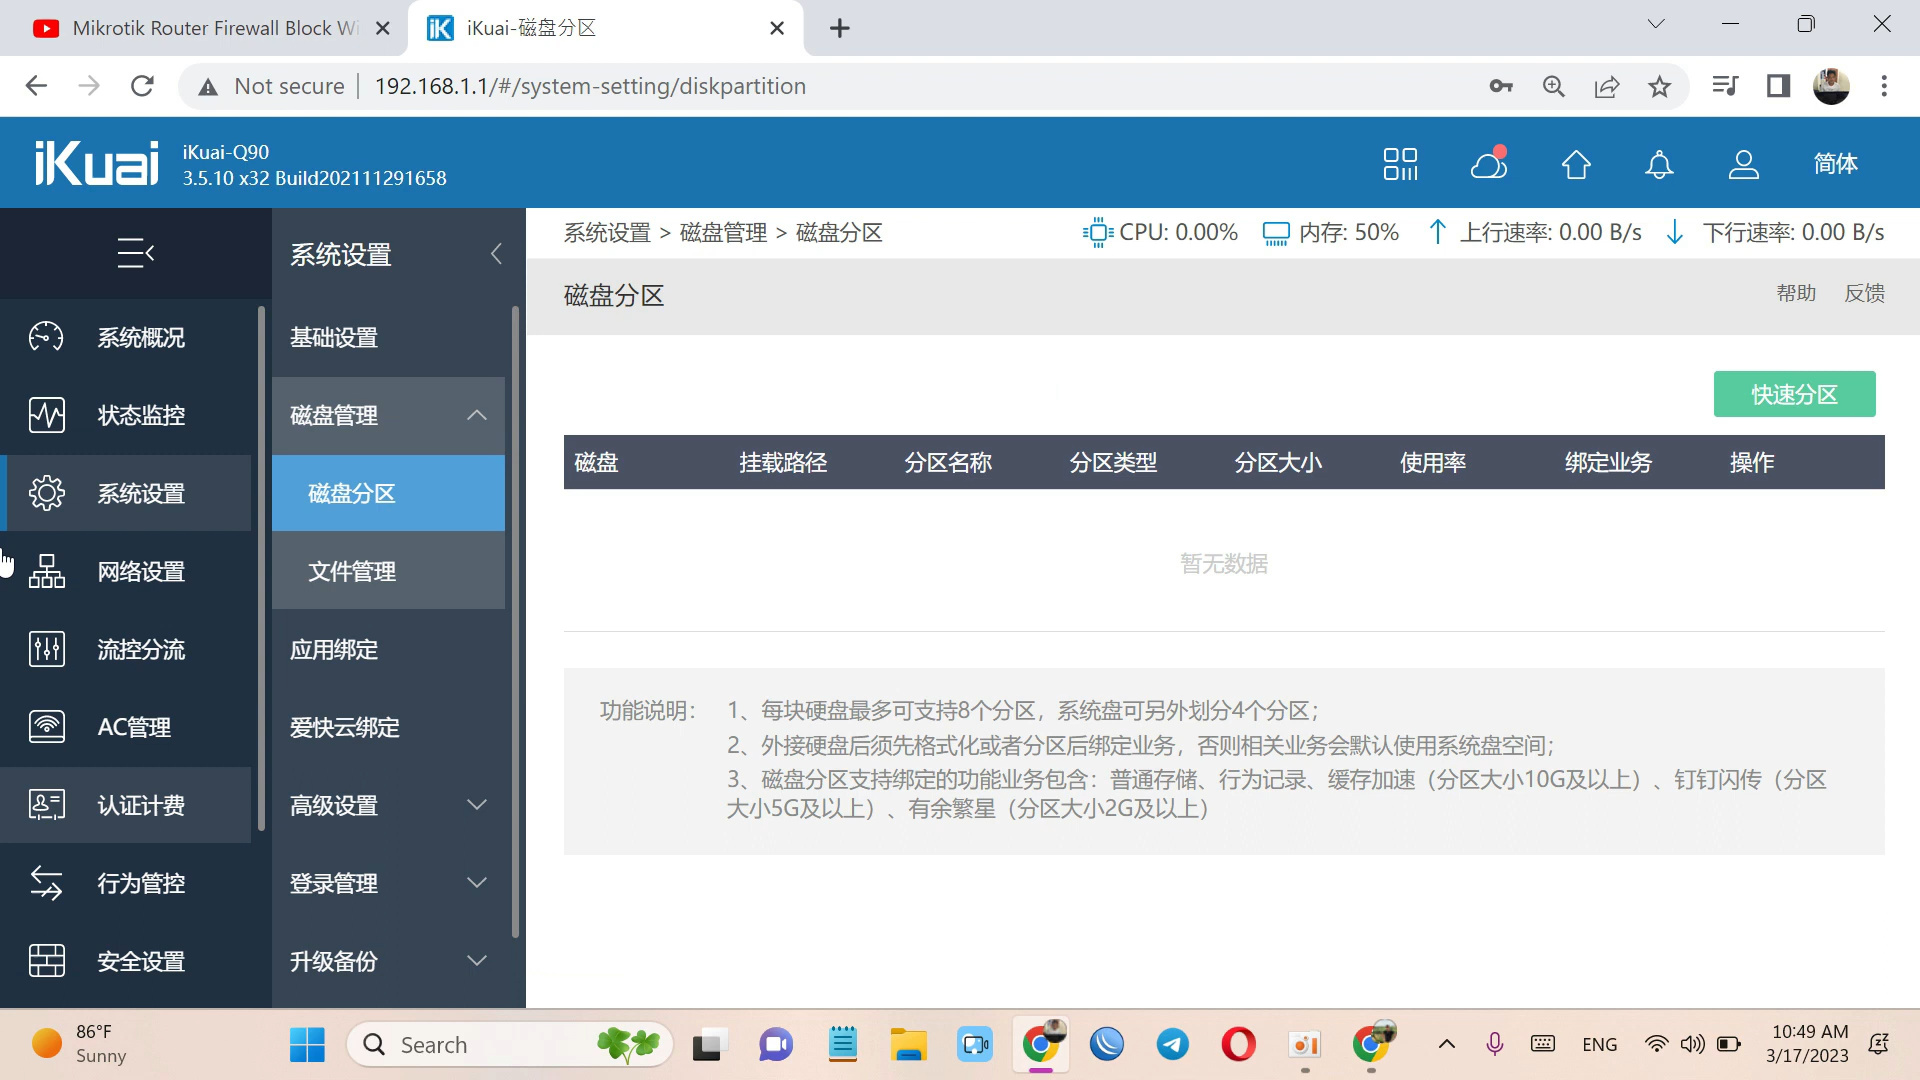 Mikrotik Router Firewall Block Wi
iKuai-磁盘分区
Not secure
192.168.1.1/#/system-setting/diskpartition
iKuai
iKuai-Q90
3.5.10 x32 Build202111291658
简体
系统设置
系统设置 > 磁盘管理 > 磁盘分区
CPU: 0.00%
内存: 50%
上行速率: 0.00 B/s
下行速率: 0.00 B/s
磁盘分区
帮助
反馈
系统概况
状态监控
系统设置
网络设置
流控分流
AC管理
认证计费
行为管控
安全设置
基础设置
磁盘管理
磁盘分区
文件管理
应用绑定
爱快云绑定
高级设置
登录管理
升级备份
快速分区
磁盘 挂载路径 分区名称 分区类型 分区大小 使用率 绑定业务 操作
暂无数据
功能说明： 1、每块硬盘最多可支持8个分区，系统盘可另外划分4个分区；
2、外接硬盘后须先格式化或者分区后绑定业务，否则相关业务会默认使用系统盘空间；
3、磁盘分区支持绑定的功能业务包含：普通存储、行为记录、缓存加速（分区大小10G及以上）、钉钉闪传（分区
大小5G及以上）、有余繁星（分区大小2G及以上）
86°F
Sunny
Search
ENG
10:49 AM
3/17/2023